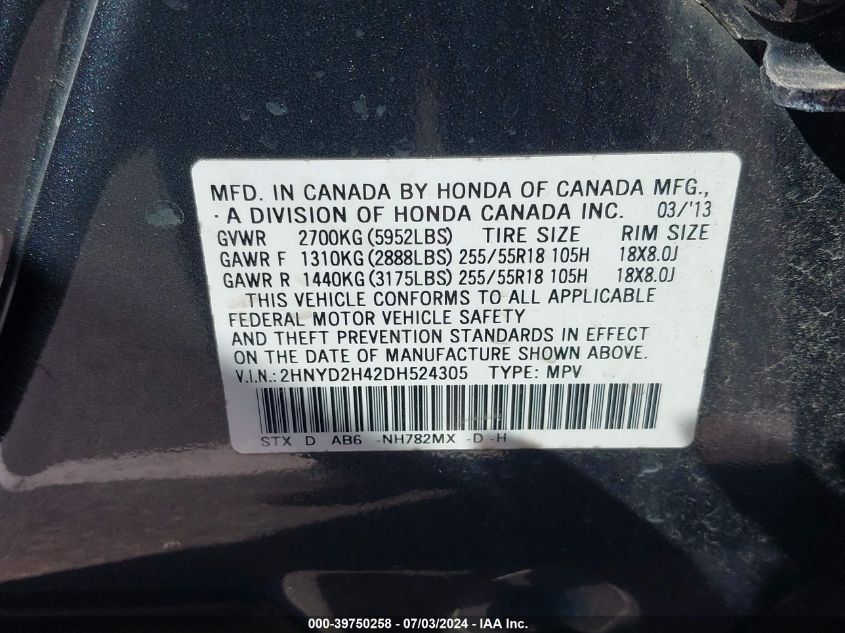 MFD. IN CANADA BY HONDA OF CANADA MFG.,
· A DIVISION OF HONDA CANADA INC. 03/'13
GVWR 2700KG (5952LBS) TIRE SIZE RIM SIZE
GAWR F 1310KG (2888LBS) 255/55R18 105H 18X8.0J
GAWR R 1440KG (3175LBS) 255/55R18 105H 18X8.0J
THIS VEHICLE CONFORMS TO ALL APPLICABLE
FEDERAL MOTOR VEHICLE SAFETY
AND THEFT PREVENTION STANDARDS IN EFFECT
ON THE DATE OF MANUFACTURE SHOWN ABOVE.
V.I.N.: 2HNYD2H42DH524305 TYPE: MPV
STX D AB6 -NH782MX -D -H
000-39750258 - 07/03/2024 - IAAI.COM